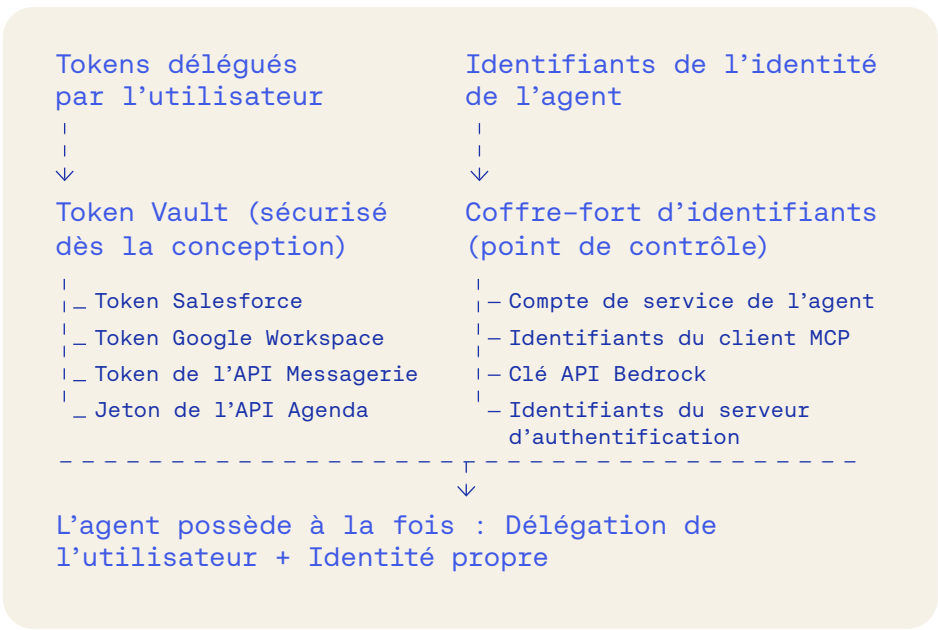 Tokens délégués
par l’utilisateur
Token Vault (sécurisé
dès la conception)
Token Salesforce
Token Google Workspace
Token de l’API Messagerie
Jeton de l’API Agenda
Identifiants de l’identité
de l’agent
Coffre-fort d’identifiants
(point de contrôle)
Compte de service de l’agent
Identifiants du client MCP
Clé API Bedrock
Identifiants du serveur
d’authentification
L’agent possède à la fois : Délégation de
l’utilisateur + Identité propre